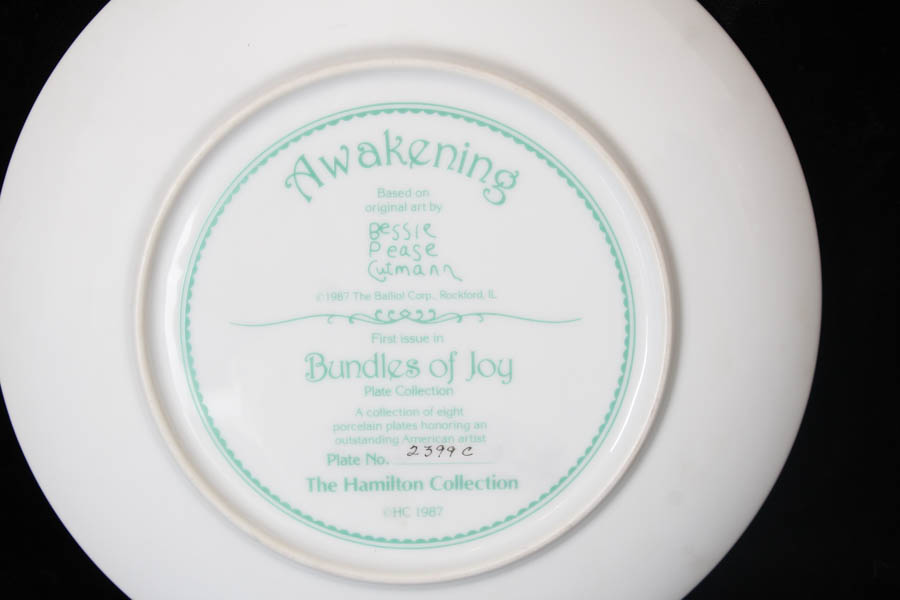 Awakening
Based on
original art by
Bessie
Pease
Gutmann
©1987 The Balliol Corp., Rockford, IL
First issue in
Bundles of Joy
Plate Collection
A collection of eight
porcelain plates honoring an
outstanding American artist
Plate No. 2399C
The Hamilton Collection
©HC 1987